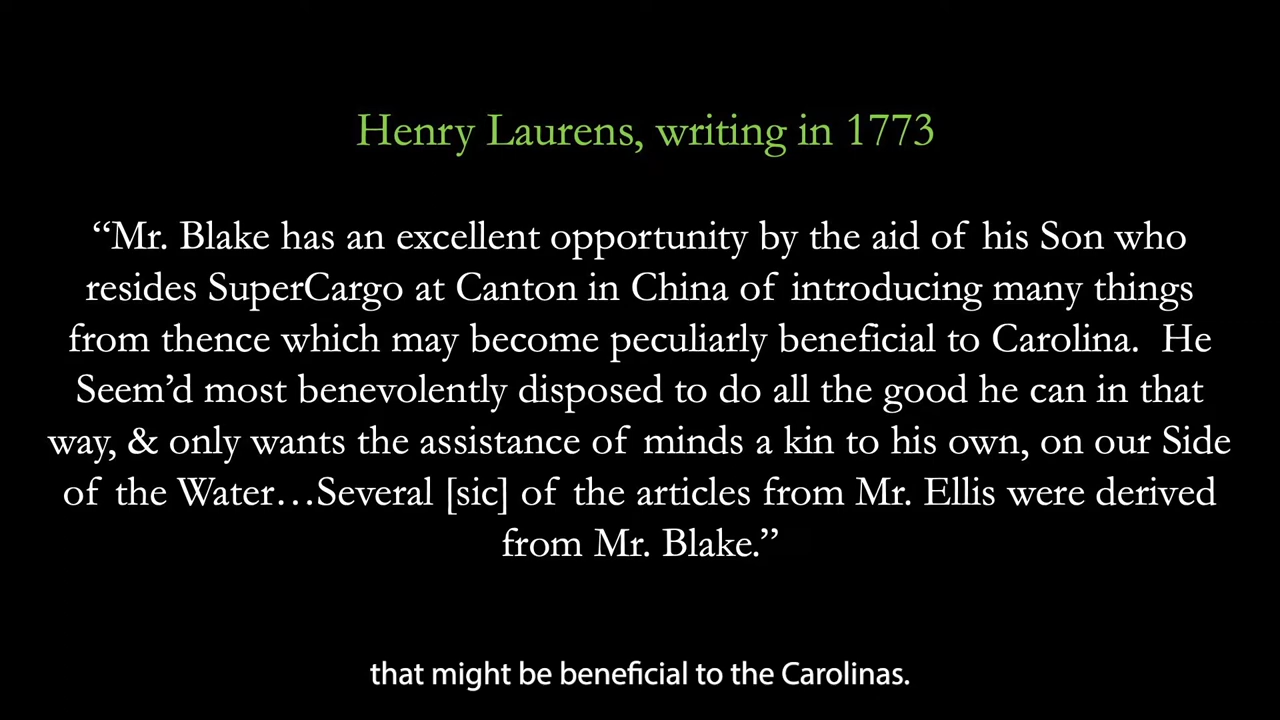 Henry Laurens, writing in 1773
“Mr. Blake has an excellent opportunity by the aid of his Son who
resides SuperCargo at Canton in China of introducing many things
from thence which may become peculiarly beneficial to Carolina. He
Seem’d most benevolently disposed to do all the good he can in that
way, & only wants the assistance of minds a kin to his own, on our Side
of the Water…Several [sic] of the articles from Mr. Ellis were derived
from Mr. Blake.”
that might be beneficial to the Carolinas.